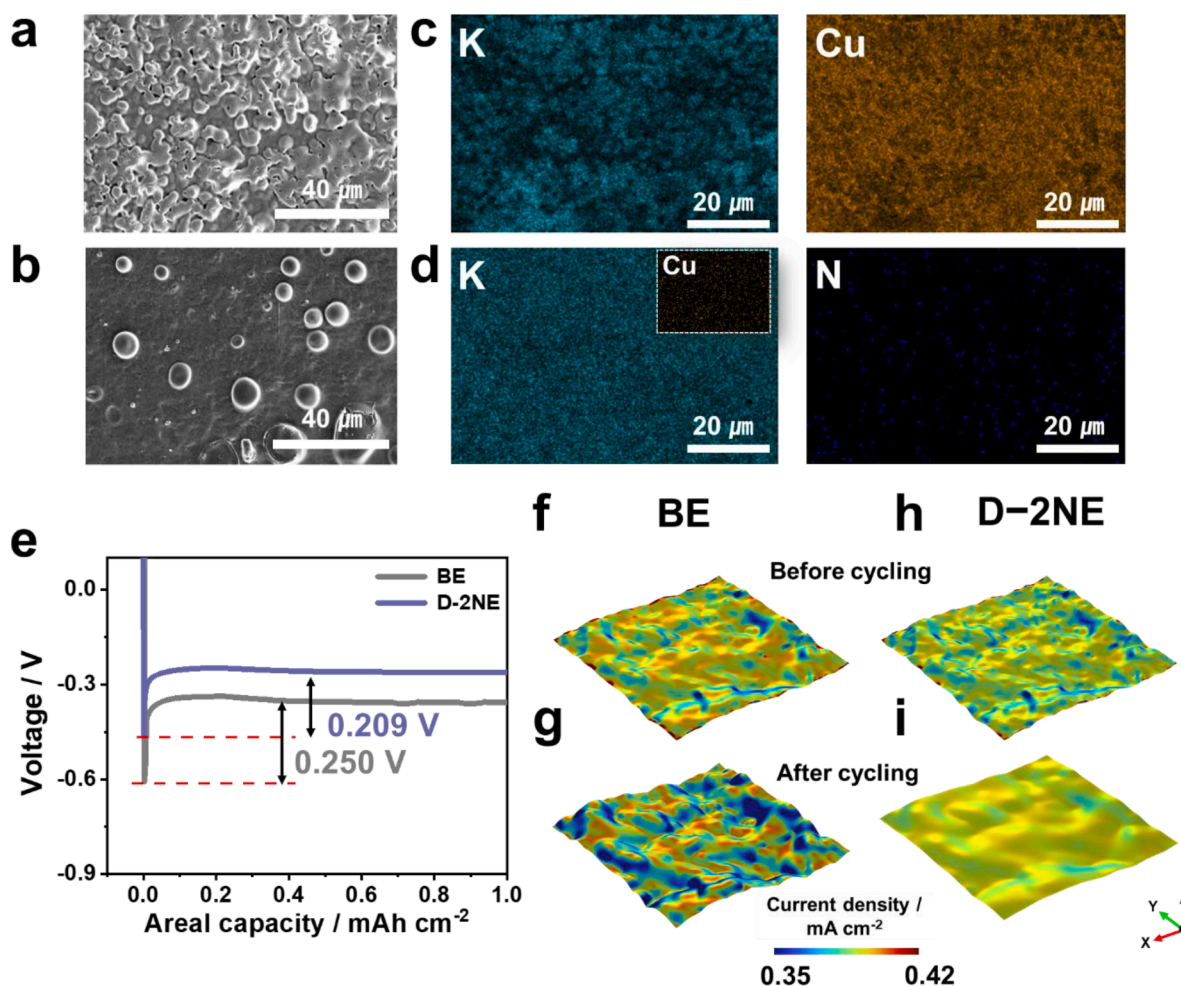 a
40 μm
c
K
20 μm
Cu
20 μm
b
40 μm
d
K
Cu
20 μm
N
20 μm
e
BE
D-2NE
0.0
-0.3
-0.6
-0.9
Voltage / V
0.209 V
0.250 V
0.0 0.2 0.4 0.6 0.8 1.0
Areal capacity / mAh cm-2
f BE h D−2NE
Before cycling
g i
After cycling
Current density /
mA cm-2
0.35 0.42
Y
X